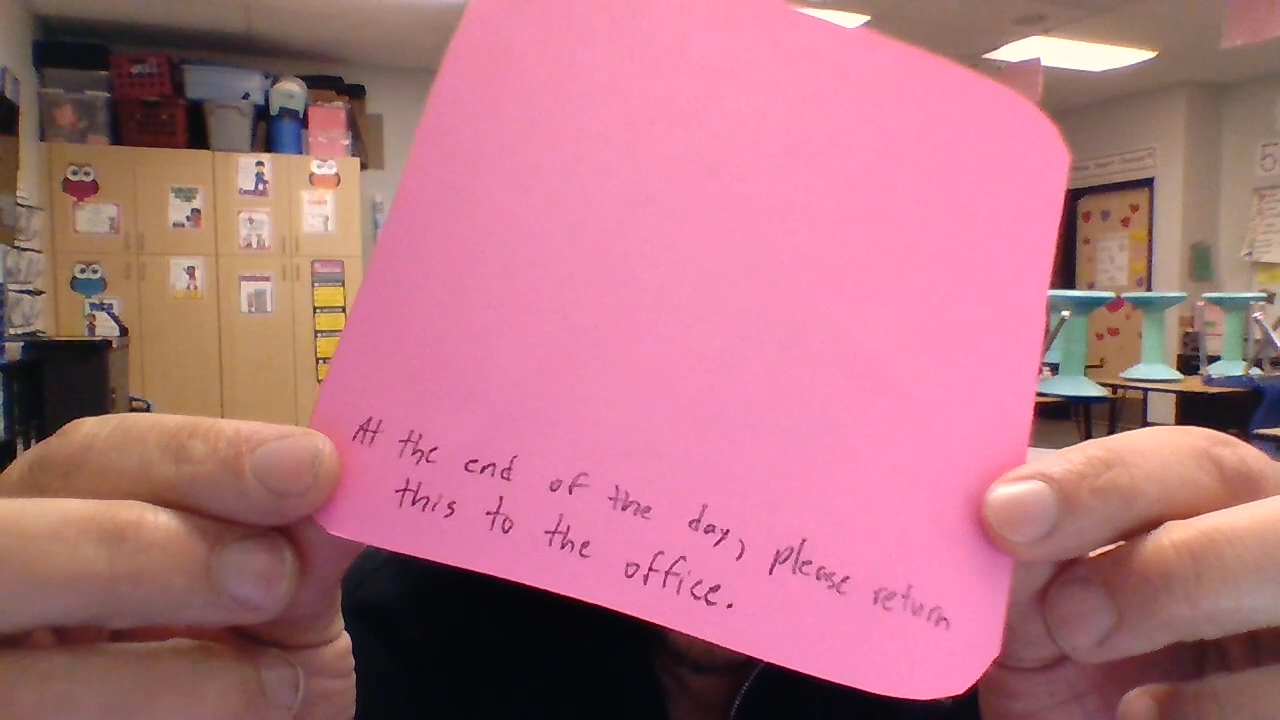 At the end of the day, please return
this to the office.